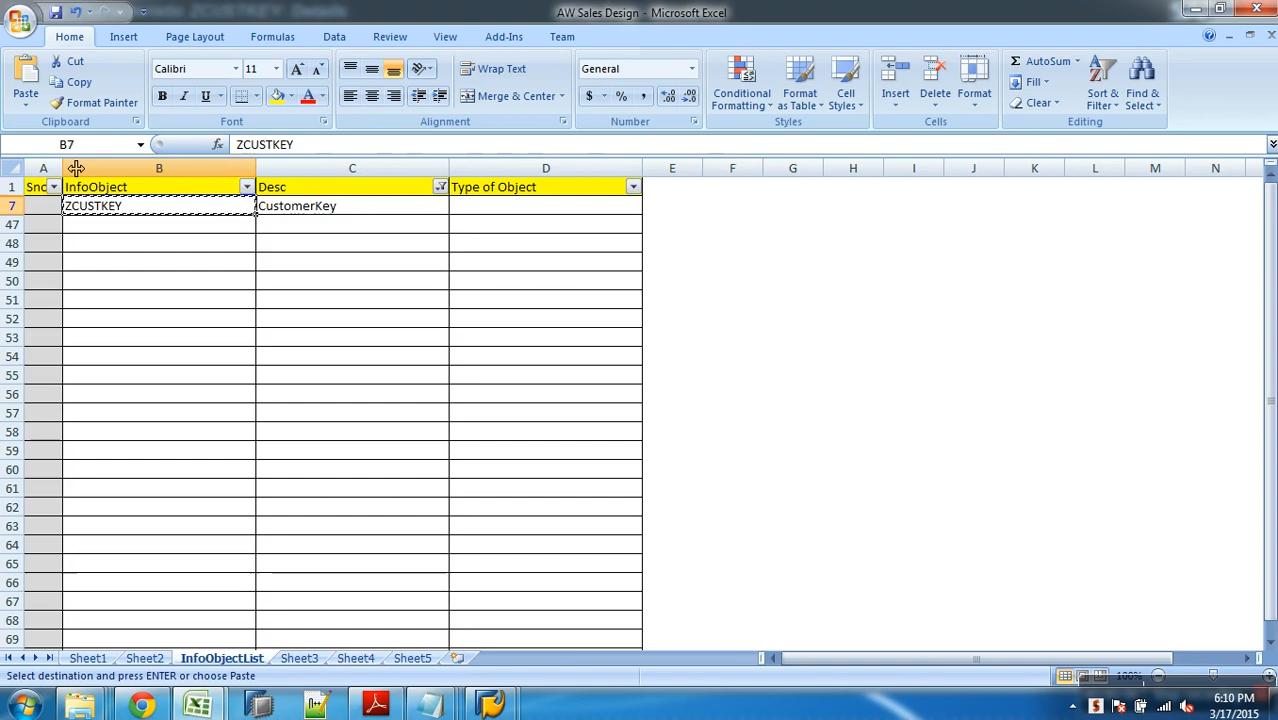 AW Sales Design - Microsoft Excel
Home Insert Page Layout Formulas Data Review View Add-Ins Team
Paste
Cut
Copy
Format Painter
Clipboard
Calibri 11
B I U
Font
Wrap Text
Merge & Center
Alignment
General
$ % ,
Number
Conditional Formatting
Format as Table
Cell Styles
Styles
Insert
Delete
Format
Cells
AutoSum
Fill
Clear
Sort & Filter
Find & Select
Editing
B7 fx ZCUSTKEY
A B C D E F G H I J K L M N
1 Snc InfoObject Desc Type of Object
7 ZCUSTKEY CustomerKey
47
48
49
50
51
52
53
54
55
56
57
58
59
60
61
62
63
64
65
66
67
68
69
Sheet1 Sheet2 InfoObjectList Sheet3 Sheet4 Sheet5
Select destination and press ENTER or choose Paste 100%
6:10 PM
3/17/2015